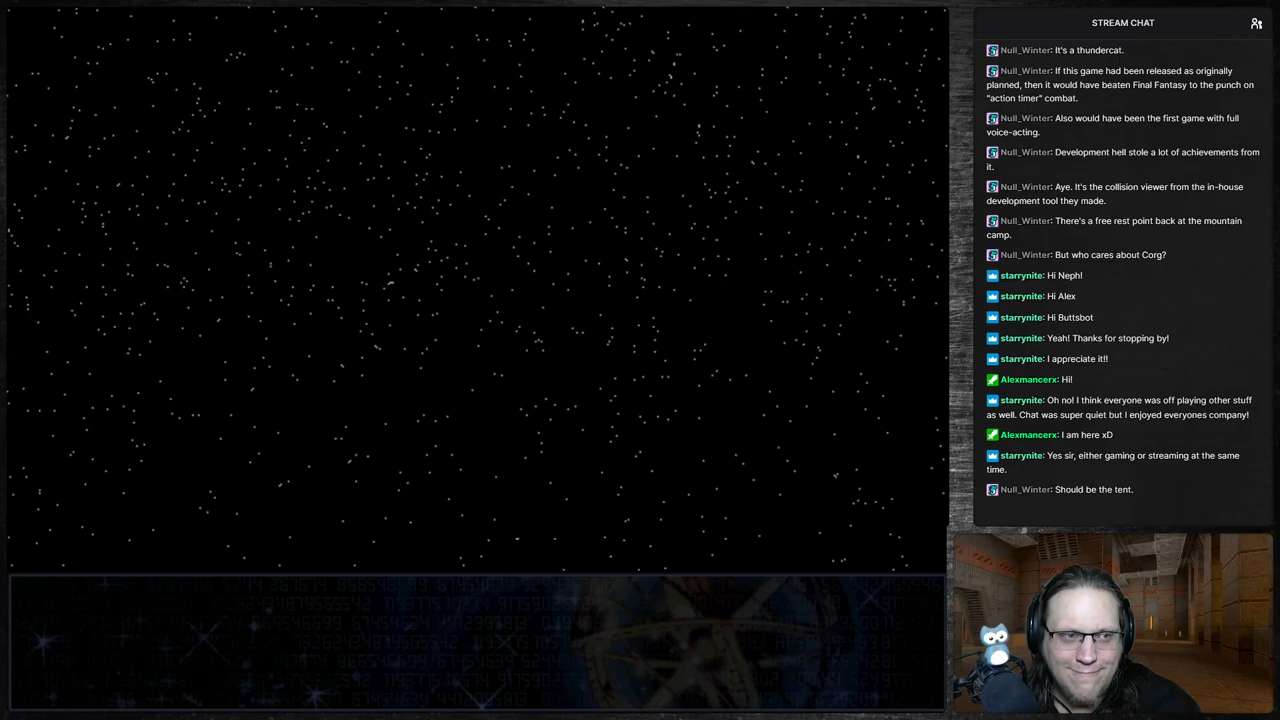 STREAM CHAT
Null_Winter: It's a thundercat.
Null_Winter: If this game had been released as originally
planned, then it would have beaten Final Fantasy to the punch on
"action timer" combat.
Null_Winter: Also would have been the first game with full
voice-acting.
Null_Winter: Development hell stole a lot of achievements from
it.
Null_Winter: Aye. It's the collision viewer from the in-house
development tool they made.
Null_Winter: There's a free rest point back at the mountain
camp.
Null_Winter: But who cares about Corg?
starrynite: Hi Neph!
starrynite: Hi Alex
starrynite: Hi Buttsbot
starrynite: Yeah! Thanks for stopping by!
starrynite: I appreciate it!!
Alexmancerx: Hi!
starrynite: Oh no! I think everyone was off playing other stuff
as well. Chat was super quiet but I enjoyed everyones company!
Alexmancerx: I am here xD
starrynite: Yes sir, either gaming or streaming at the same
time.
Null_Winter: Should be the tent.